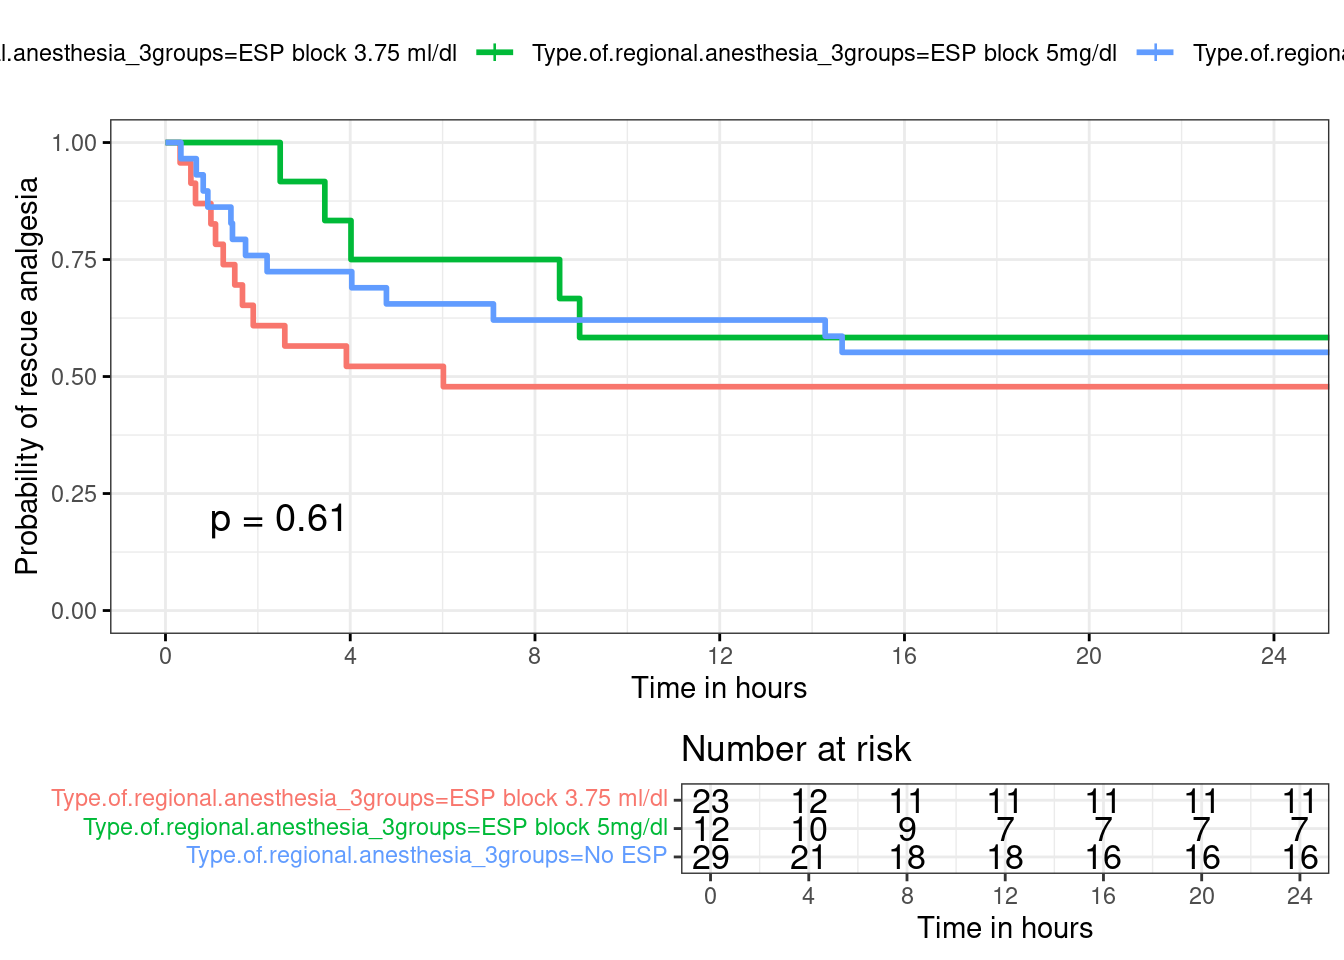 l.anesthesia_3groups=ESP block 3.75 ml/dl Type.of.regional.anesthesia_3groups=ESP block 5mg/dl Type.of.regiona
1.00
0.75
0.50
0.25
0.00
Probability of rescue analgesia
p = 0.61
0 4 8 12 16 20 24
Time in hours
Number at risk
Type.of.regional.anesthesia_3groups=ESP block 3.75 ml/dl 23 12 11 11 11 11 11
Type.of.regional.anesthesia_3groups=ESP block 5mg/dl 12 10 9 7 7 7 7
Type.of.regional.anesthesia_3groups=No ESP 29 21 18 18 16 16 16
0 4 8 12 16 20 24
Time in hours